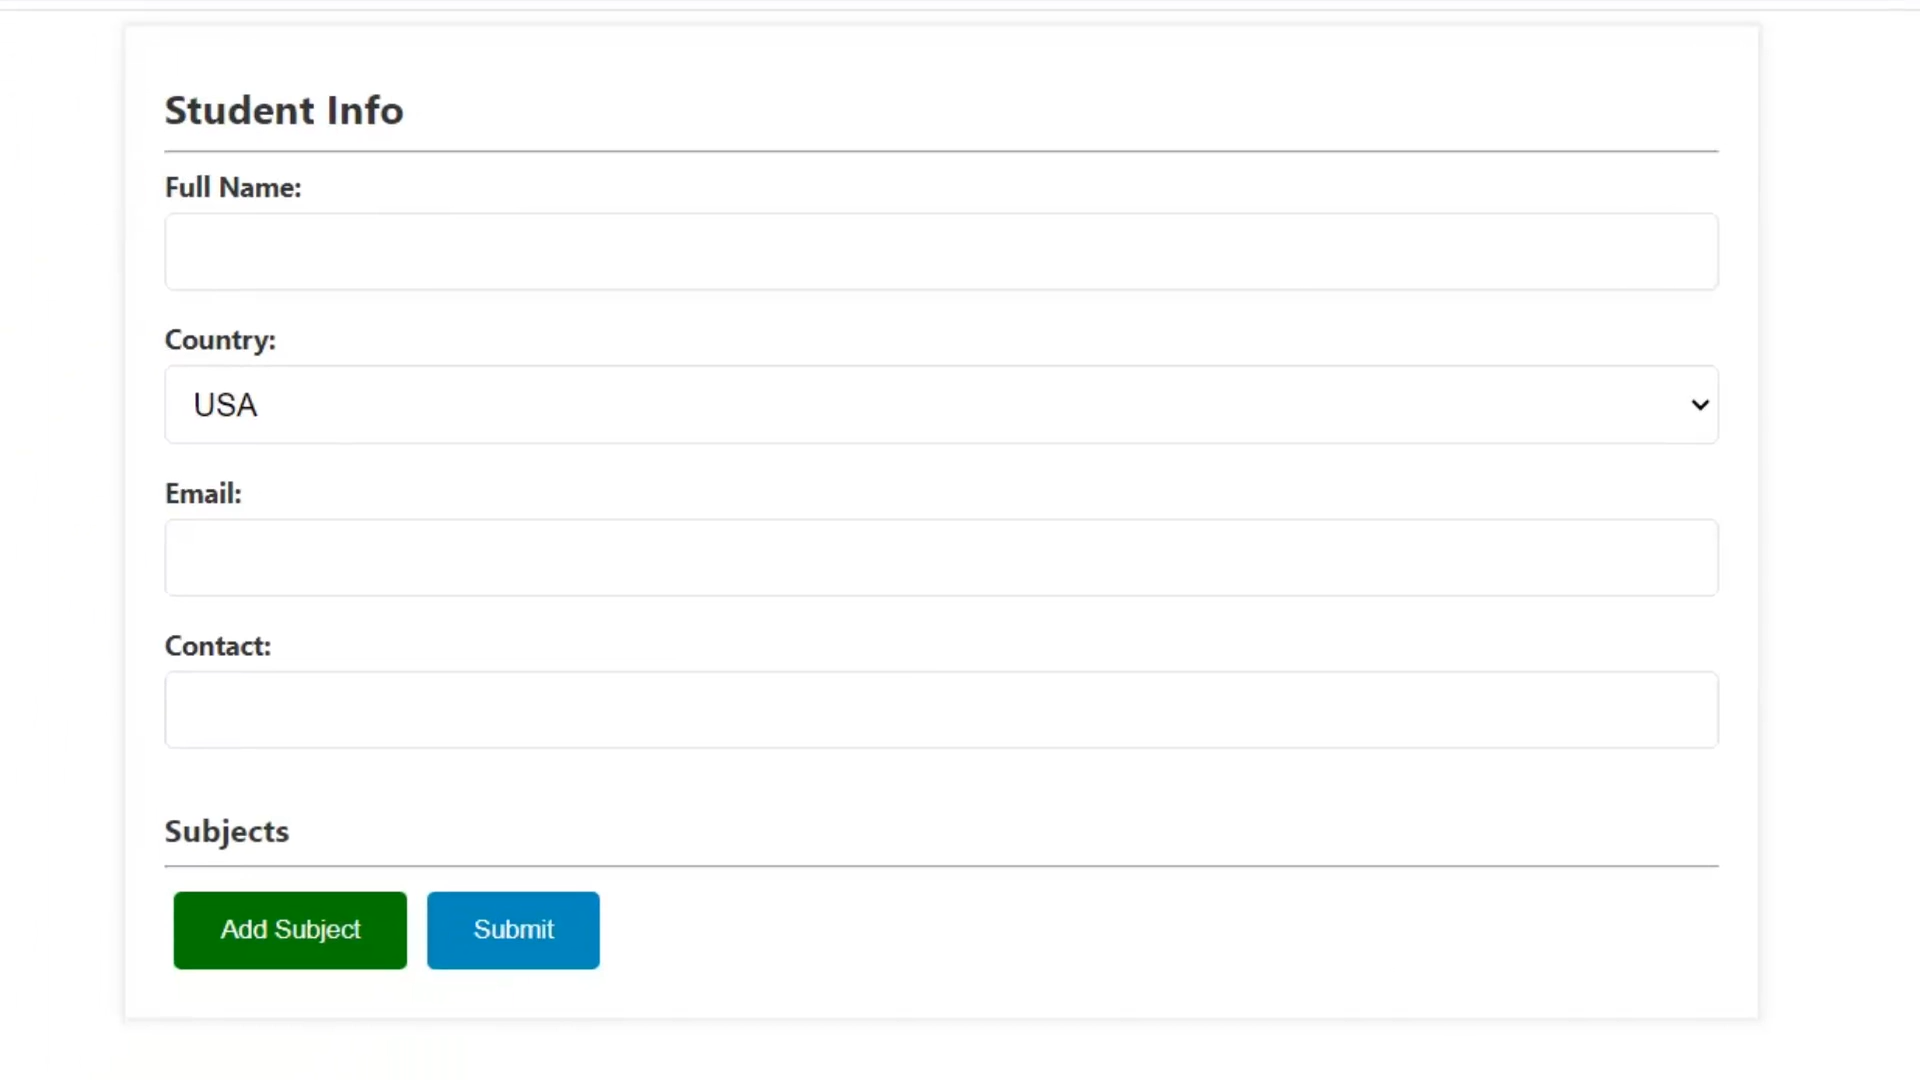 Student Info
Full Name:
Country:
USA
Email:
Contact:
Subjects
Add Subject Submit